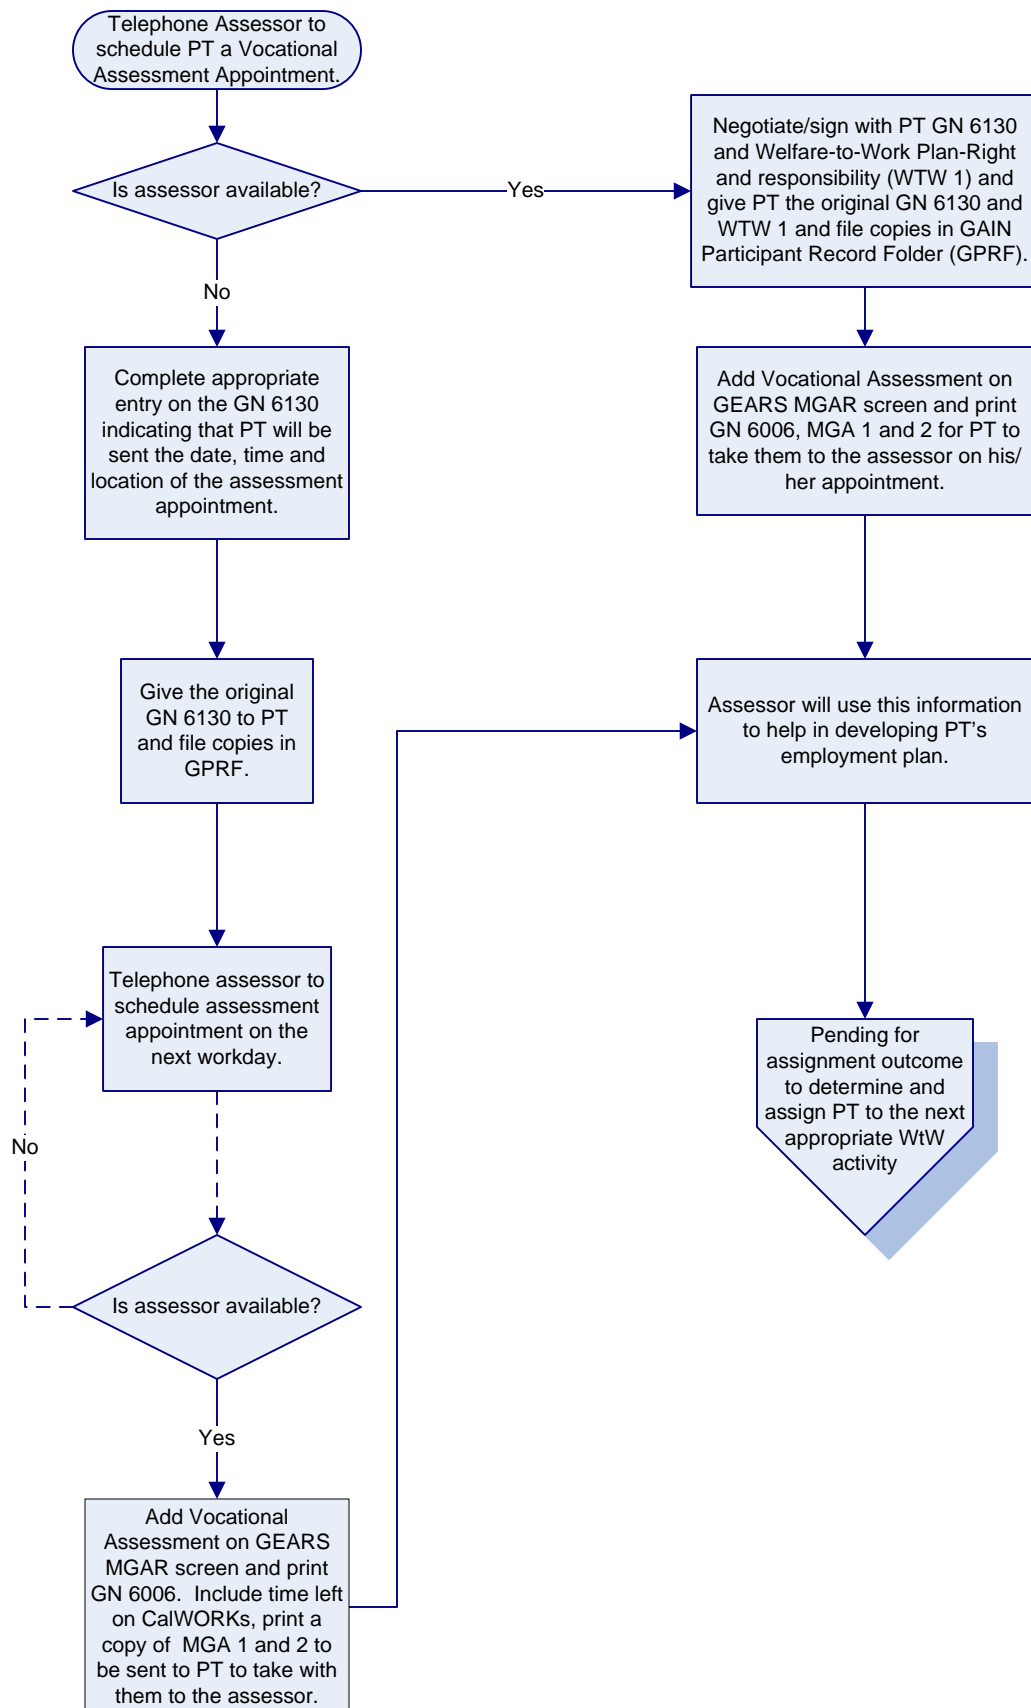 Telephone Assessor to
schedule PT a Vocational
Assessment Appointment.
Is assessor available?
Yes
Negotiate/sign with PT GN 6130
and Welfare-to-Work Plan-Right
and responsibility (WTW 1) and
give PT the original GN 6130 and
WTW 1 and file copies in GAIN
Participant Record Folder (GPRF).
No
Complete appropriate
entry on the GN 6130
indicating that PT will be
sent the date, time and
location of the assessment
appointment.
Add Vocational Assessment on
GEARS MGAR screen and print
GN 6006, MGA 1 and 2 for PT to
take them to the assessor on his/
her appointment.
Give the original
GN 6130 to PT
and file copies in
GPRF.
Assessor will use this information
to help in developing PT’s
employment plan.
Telephone assessor to
schedule assessment
appointment on the
next workday.
Pending for
assignment outcome
to determine and
assign PT to the next
appropriate WtW
activity
No
Is assessor available?
Yes
Add Vocational
Assessment on GEARS
MGAR screen and print
GN 6006.  Include time left
on CalWORKs, print a
copy of  MGA 1 and 2 to
be sent to PT to take with
them to the assessor.